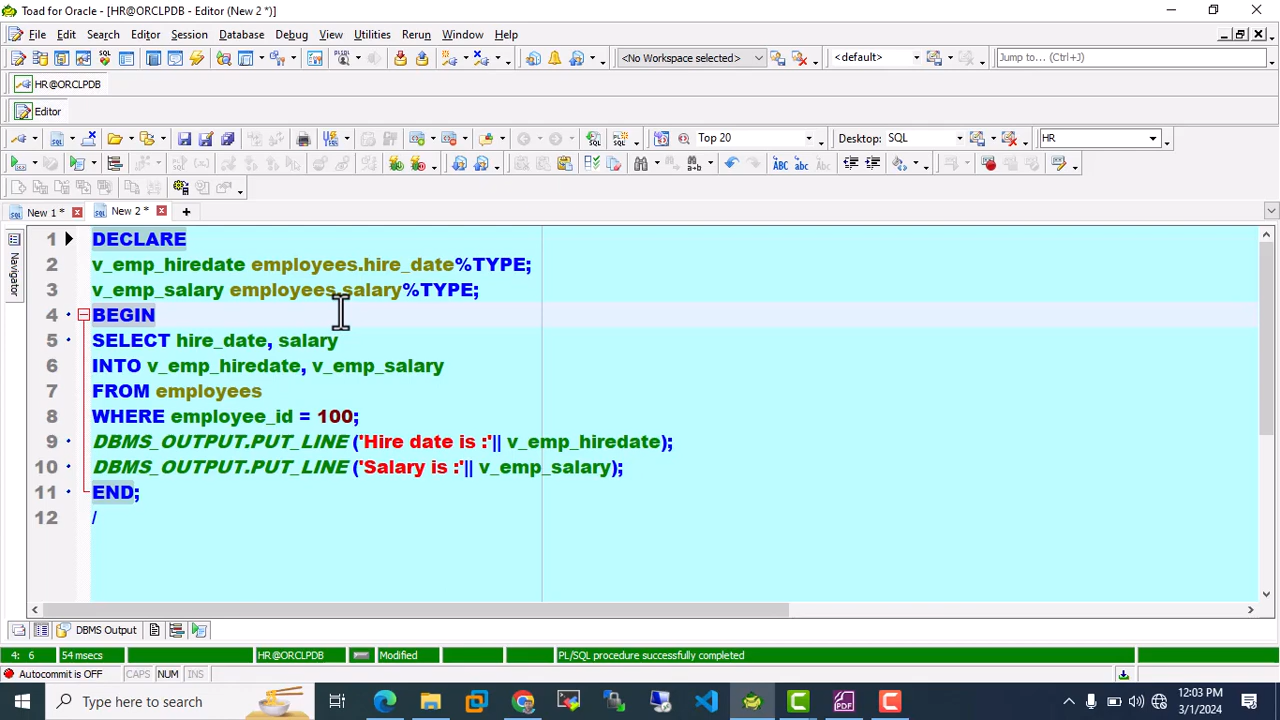 Toad for Oracle - [HR@ORCLPDB - Editor (New 2 *)]
File Edit Search Editor Session Database Debug View Utilities Rerun Window Help
<No Workspace selected> <default> Jump to... (Ctrl+J)
HR@ORCLPDB
Editor
Top 20 Desktop: SQL HR
New 1 * New 2 *
Navigator
1 DECLARE
2 v_emp_hiredate employees.hire_date%TYPE;
3 v_emp_salary employees.salary%TYPE;
4 BEGIN
5 SELECT hire_date, salary
6 INTO v_emp_hiredate, v_emp_salary
7 FROM employees
8 WHERE employee_id = 100;
9 DBMS_OUTPUT.PUT_LINE ('Hire date is :'|| v_emp_hiredate);
10 DBMS_OUTPUT.PUT_LINE ('Salary is :'|| v_emp_salary);
11 END;
12 /
DBMS Output
4: 6 54 msecs HR@ORCLPDB Modified PL/SQL procedure successfully completed
Autocommit is OFF CAPS NUM INS
Type here to search
12:03 PM
3/1/2024